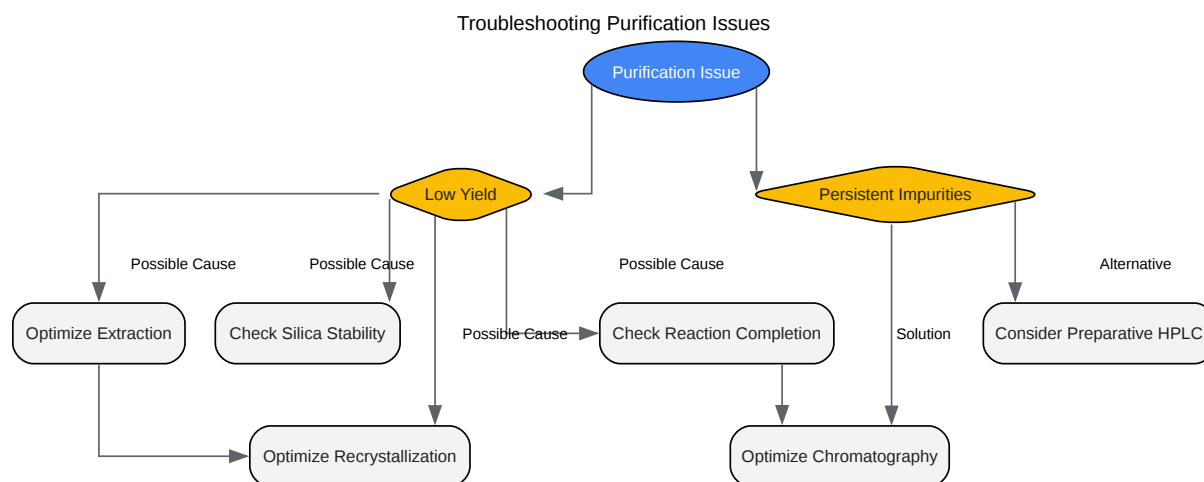 Troubleshooting Purification Issues
Purification Issue
Low Yield
Persistent Impurities
Possible Cause
Possible Cause
Possible Cause
Alternative
Optimize Extraction
Check Silica Stability
Possible Cause
Check Reaction Completion
Solution
Consider Preparative HPLC
Optimize Recrystallization
Optimize Chromatography